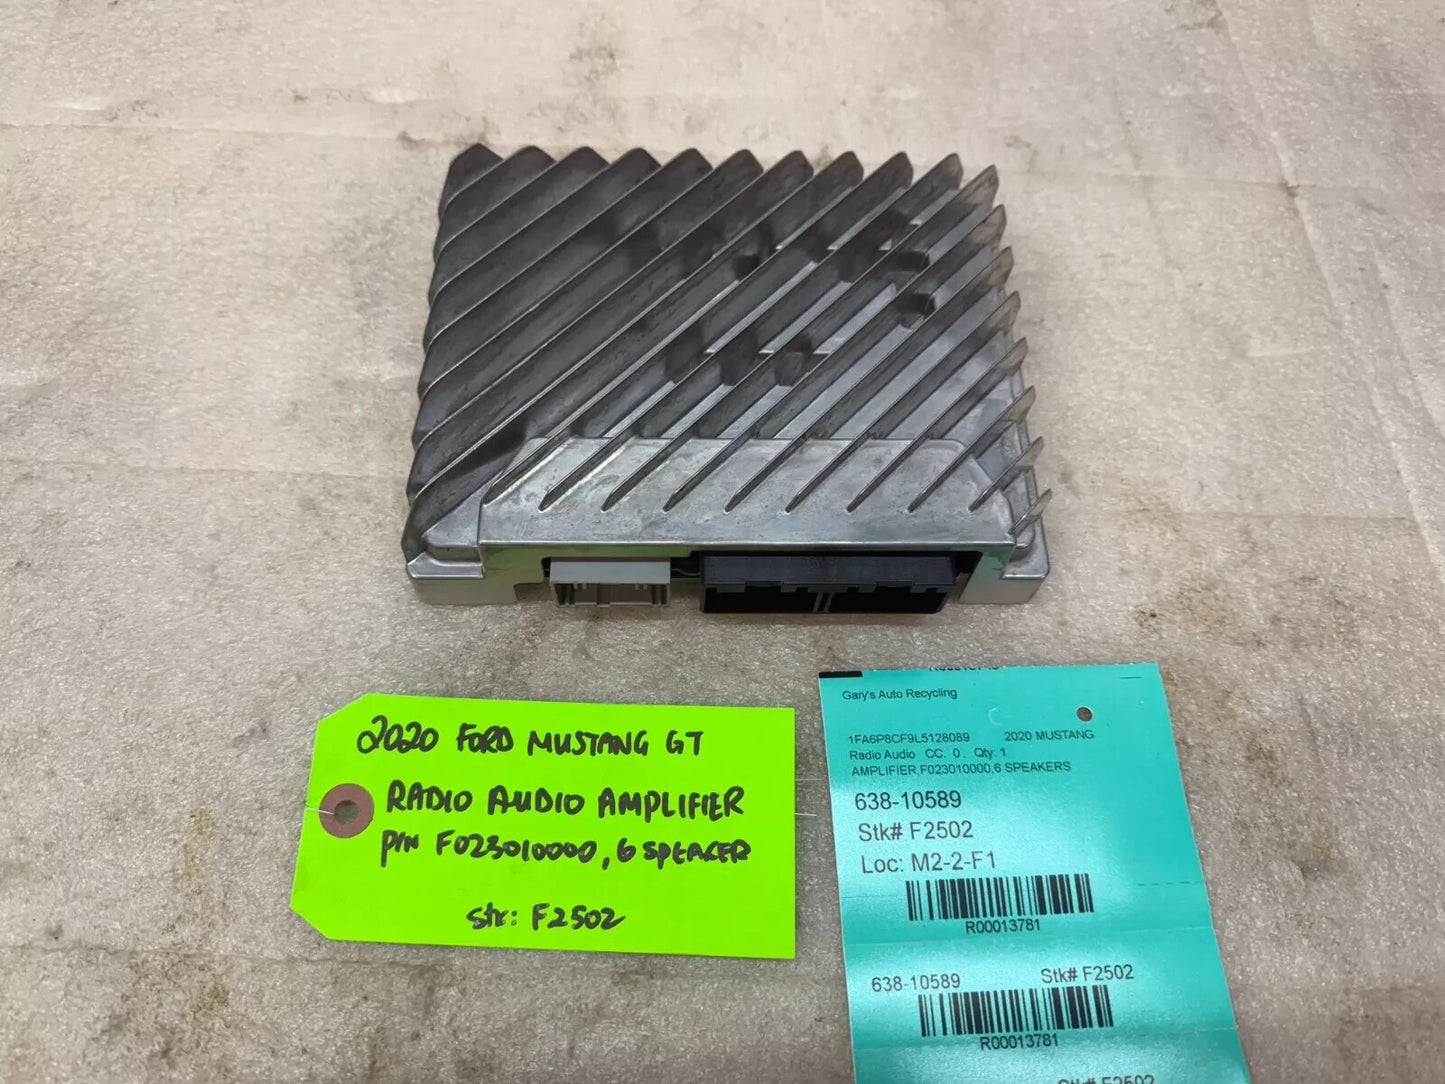 2020 FORD MUSTANG GT
RADIO AUDIO AMPLIFIER
P/N F023010000, 6 SPEAKER
Stk: F2502
Gary's Auto Recycling
1FA6P8CF9L5128089 2020 MUSTANG
Radio Audio CC. 0. Qty: 1
AMPLIFIER,F023010000,6 SPEAKERS
638-10589
Stk# F2502
Loc: M2-2-F1
R00013781
638-10589 Stk# F2502
R00013781
Stk# F2502